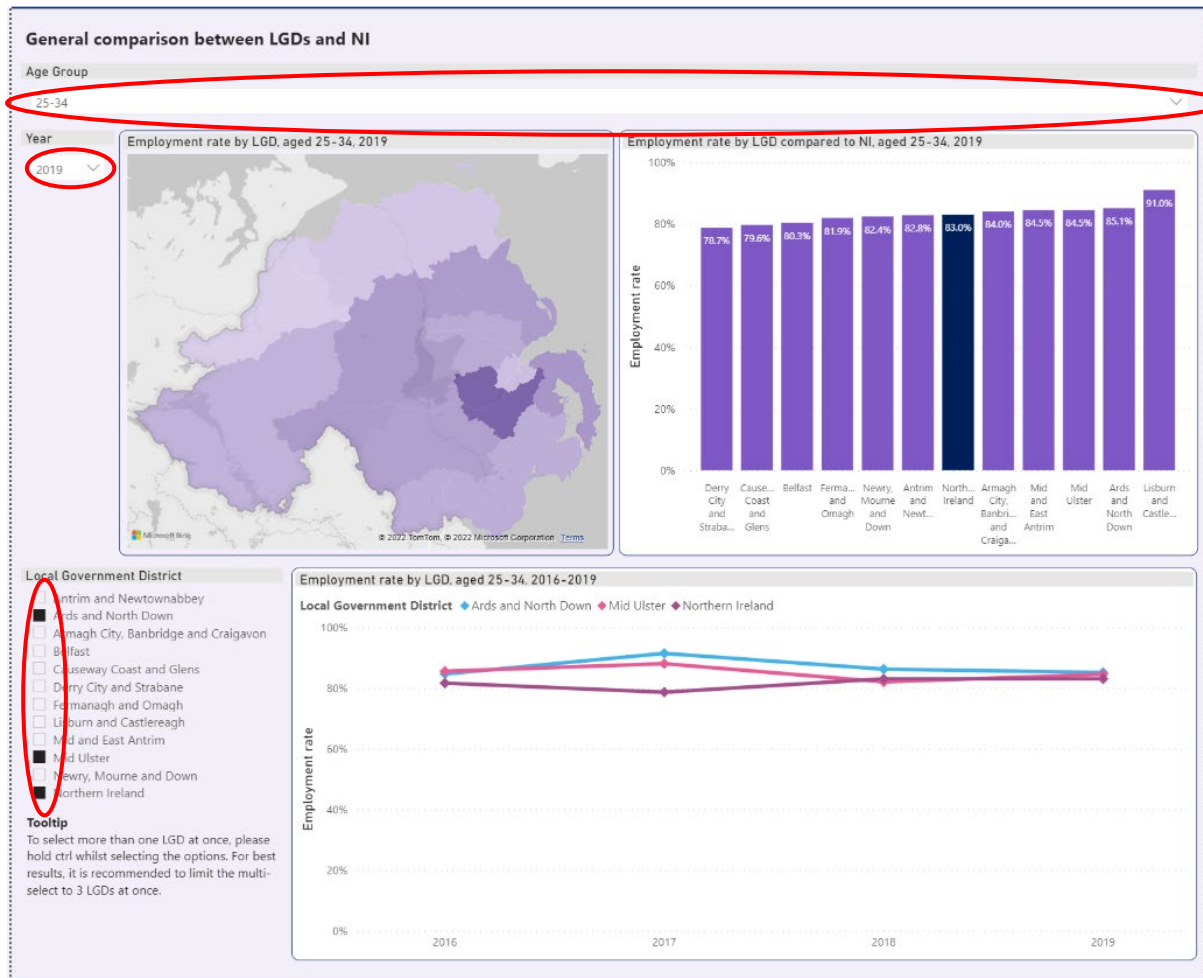 General comparison between LGDs and NI
Age Group
25-34
Year
2019
Employment rate by LGD, aged 25-34, 2019
Microsoft Bing
© 2022 TomTom, © 2022 Microsoft Corporation Terms
Employment rate by LGD compared to NI, aged 25-34, 2019
Employment rate
100%
80%
60%
40%
20%
0%
78.7%
79.6%
80.3%
81.9%
82.4%
82.8%
83.0%
84.0%
84.5%
84.5%
85.1%
91.0%
Derry
City
and
Straba...
Cause...
Coast
and
Glens
Belfast
Ferma...
and
Omagh
Newry,
Mourne
and
Down
Antrim
and
Newt...
North...
Ireland
Armagh
City,
Banbri...
and
Craiga...
Mid
and
East
Antrim
Mid
Ulster
Ards
and
North
Down
Lisburn
and
Castle...
Local Government District
Antrim and Newtownabbey
Ards and North Down
Armagh City, Banbridge and Craigavon
Belfast
Causeway Coast and Glens
Derry City and Strabane
Fermanagh and Omagh
Lisburn and Castlereagh
Mid and East Antrim
Mid Ulster
Newry, Mourne and Down
Northern Ireland
Tooltip
To select more than one LGD at once, please
hold ctrl whilst selecting the options. For best
results, it is recommended to limit the multi-
select to 3 LGDs at once.
Employment rate by LGD, aged 25-34, 2016-2019
Local Government District Ards and North Down Mid Ulster Northern Ireland
Employment rate
100%
80%
60%
40%
20%
0%
2016
2017
2018
2019